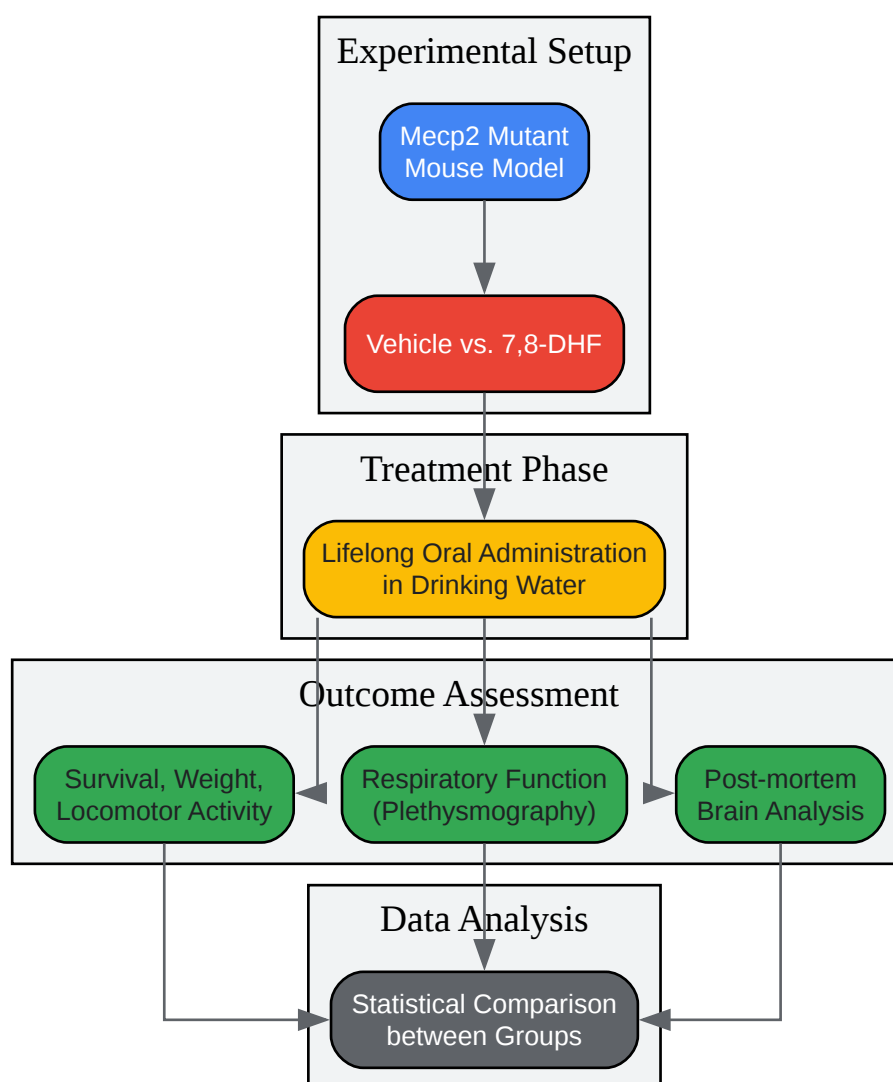 Experimental Setup
Mecp2 Mutant
Mouse Model
Vehicle vs. 7,8-DHF
Treatment Phase
Lifelong Oral Administration
in Drinking Water
Outcome Assessment
Survival, Weight,
Locomotor Activity
Respiratory Function
(Plethysmography)
Post-mortem
Brain Analysis
Data Analysis
Statistical Comparison
between Groups